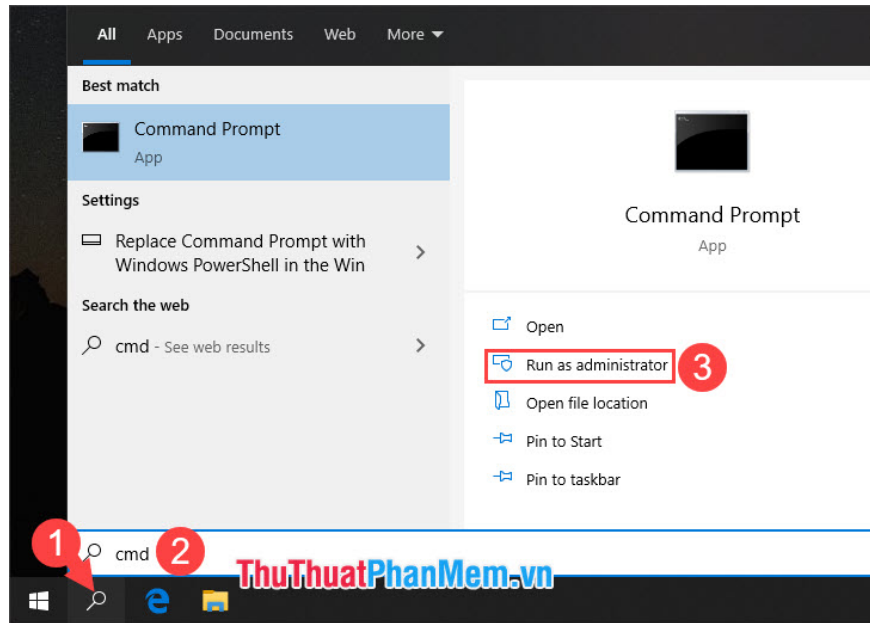 All Apps Documents Web More
Best match
Command Prompt
App
Settings
Replace Command Prompt with
Windows PowerShell in the Win
Search the web
cmd - See web results
Command Prompt
App
Open
Run as administrator
3
Open file location
Pin to Start
Pin to taskbar
1
cmd
2
ThuThuatPhanMem.vn